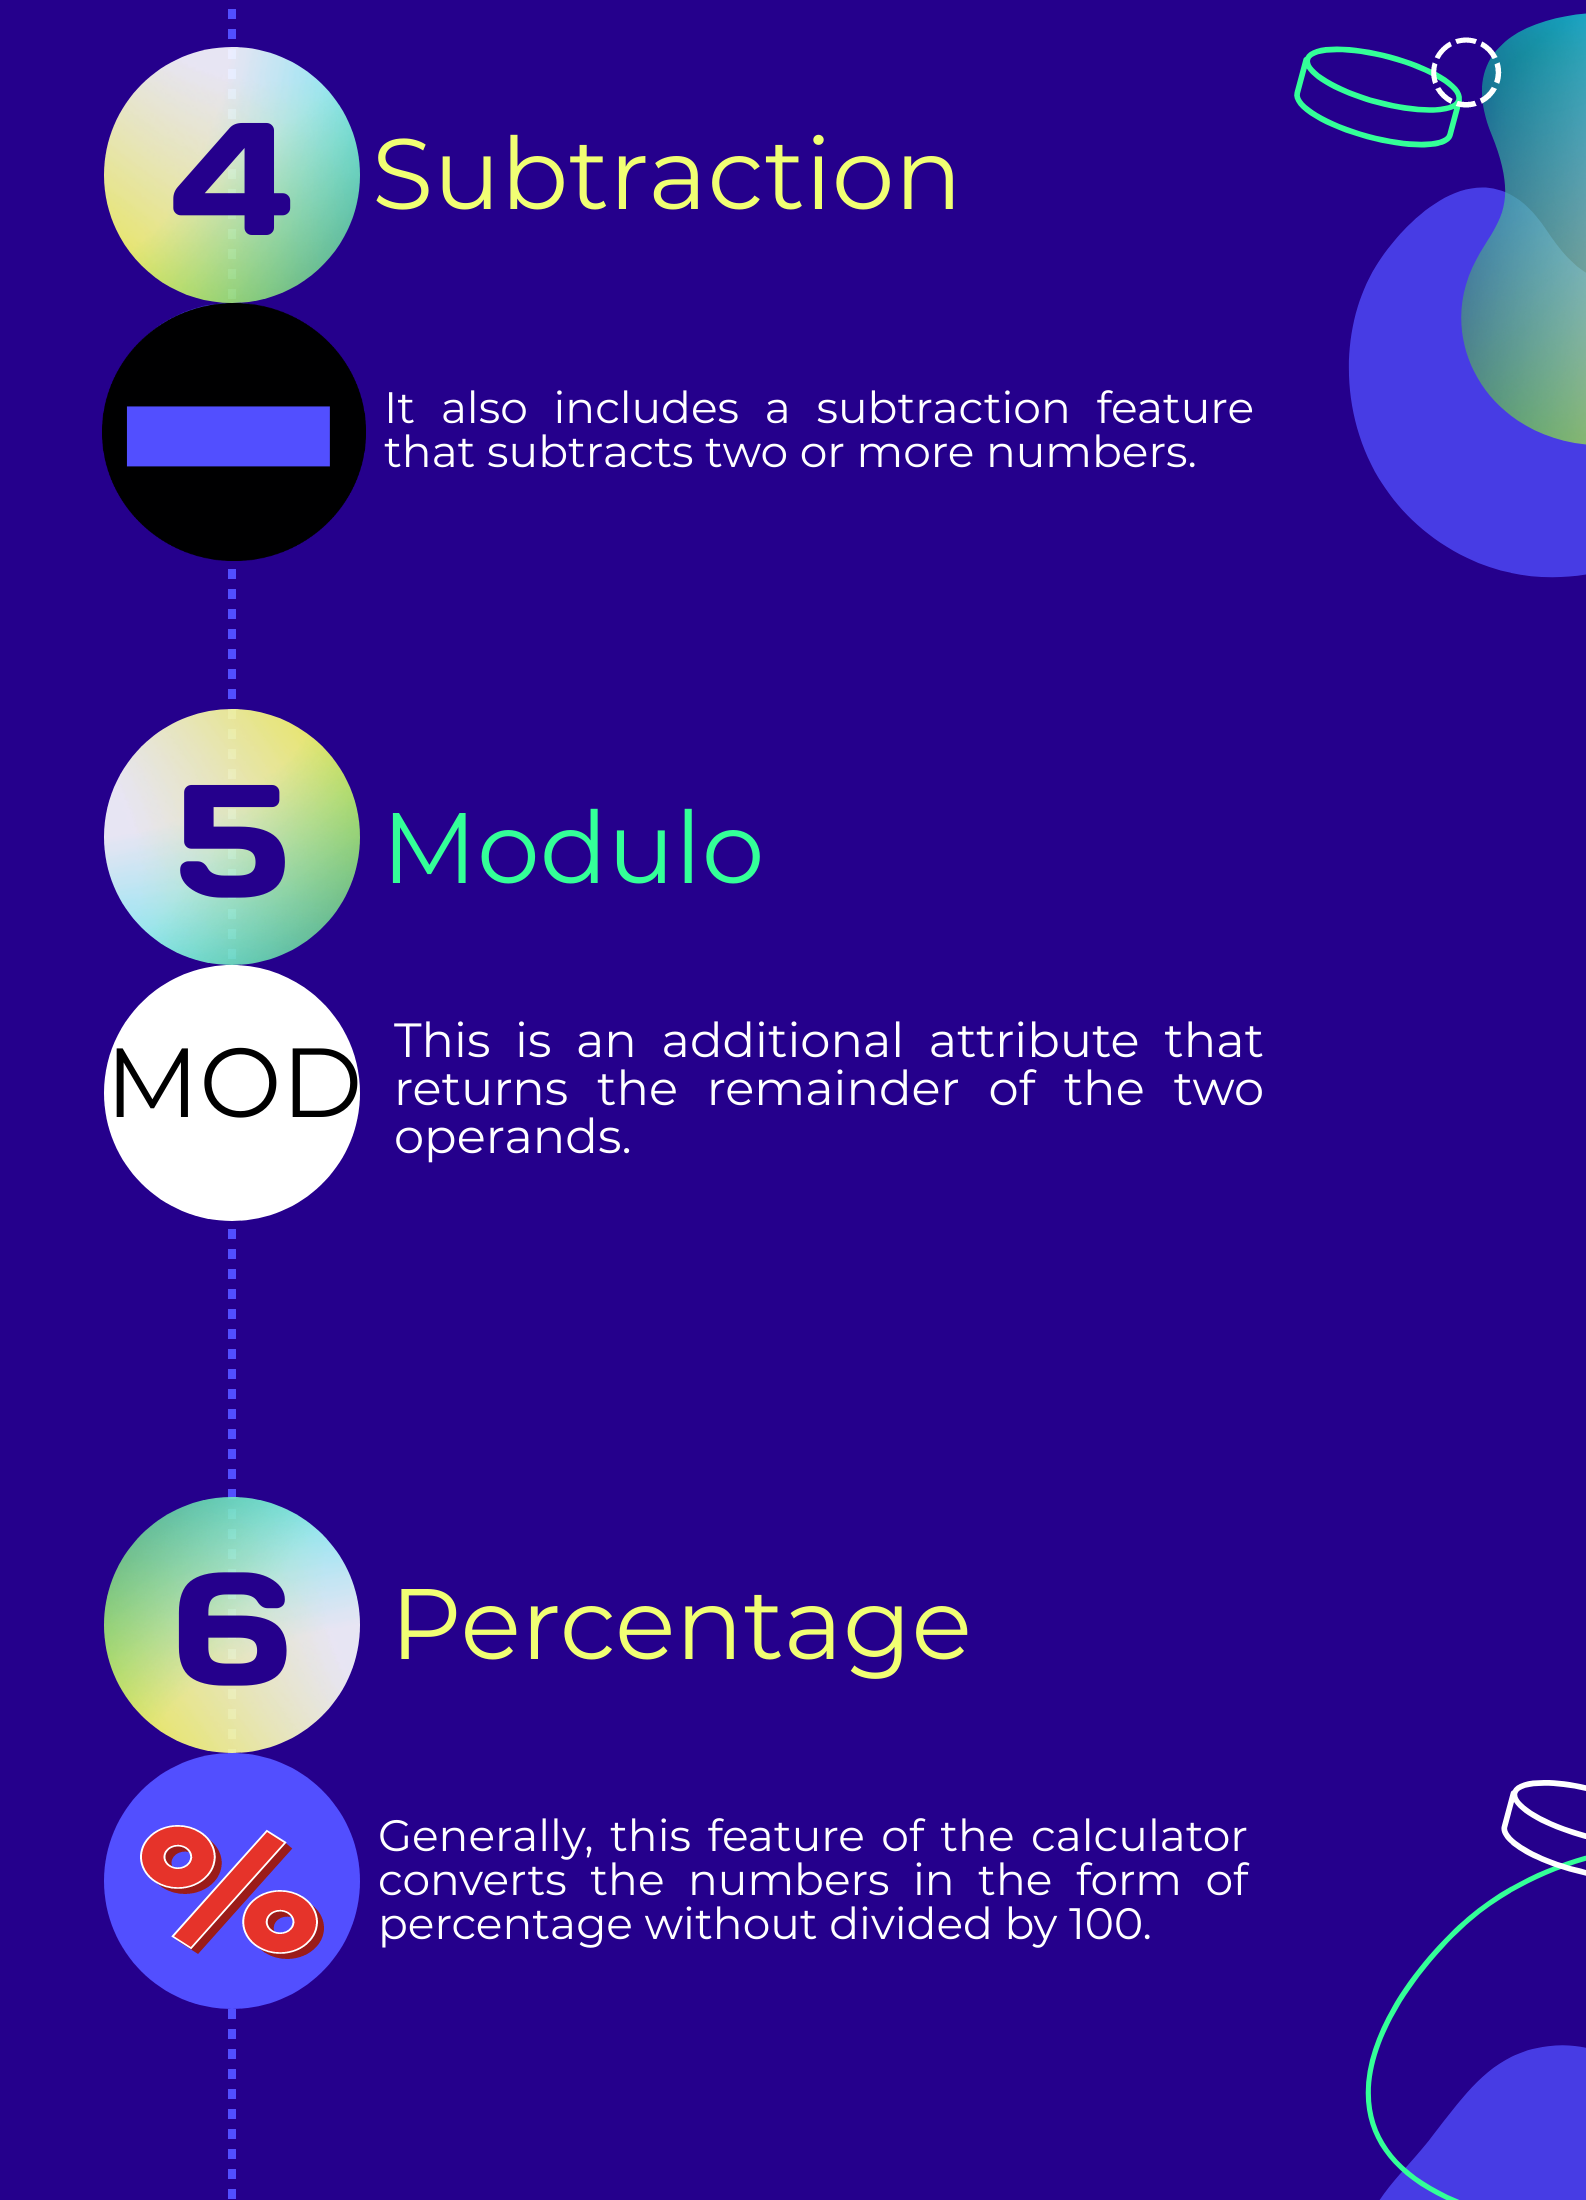 4
Subtraction
It also includes a subtraction feature
that subtracts two or more numbers.
5
Modulo
MOD
This is an additional attribute that
returns the remainder of the two
operands.
6
Percentage
%
Generally, this feature of the calculator
converts the numbers in the form of
percentage without divided by 100.